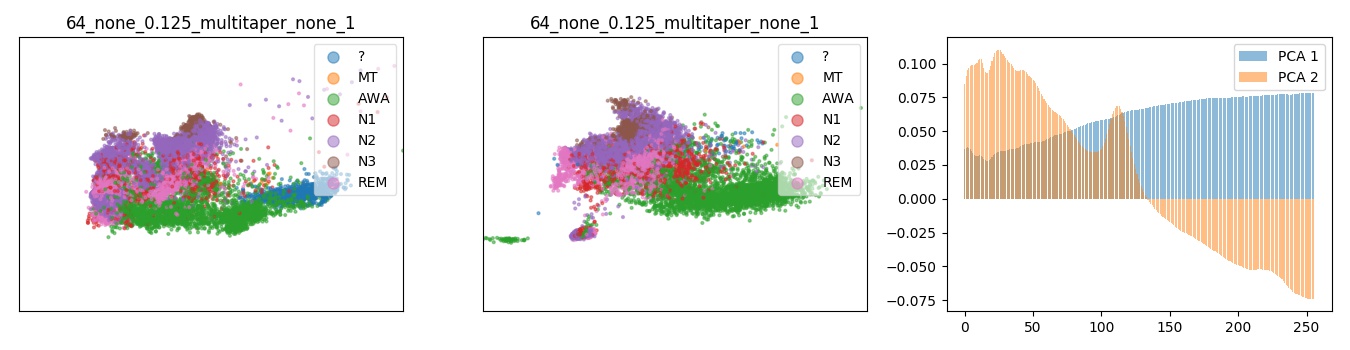 64_none_0.125_multitaper_none_1
?
MT
AWA
N1
N2
N3
REM
64_none_0.125_multitaper_none_1
?
MT
AWA
N1
N2
N3
REM
PCA 1
PCA 2
0.100
0.075
0.050
0.025
0.000
−0.025
−0.050
−0.075
0 50 100 150 200 250